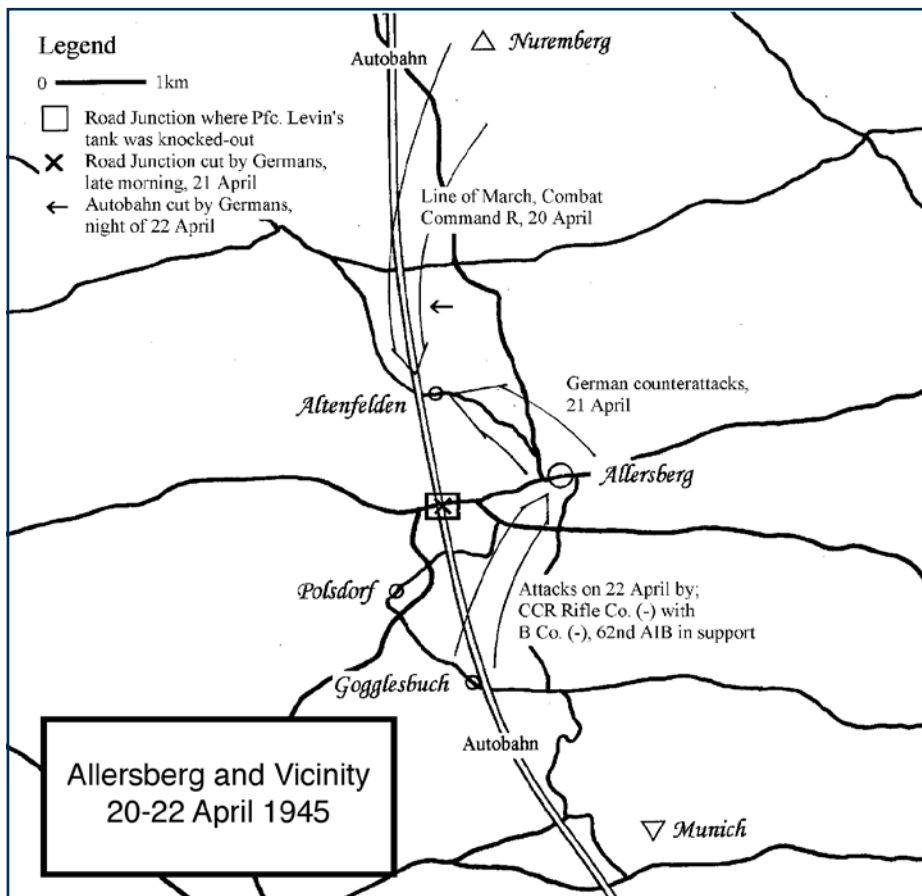 Legend
0 1km
Road Junction where Pfc. Levin's
tank was knocked-out
Road Junction cut by Germans,
late morning, 21 April
Autobahn cut by Germans,
night of 22 April
Autobahn
Nuremberg
Line of March, Combat
Command R, 20 April
German counterattacks,
21 April
Altenfelden
Allersberg
Polsdorf
Attacks on 22 April by;
CCR Rifle Co. (-) with
B Co. (-), 62nd AIB in support
Gogglesbuch
Autobahn
Allersberg and Vicinity
20-22 April 1945
Munich